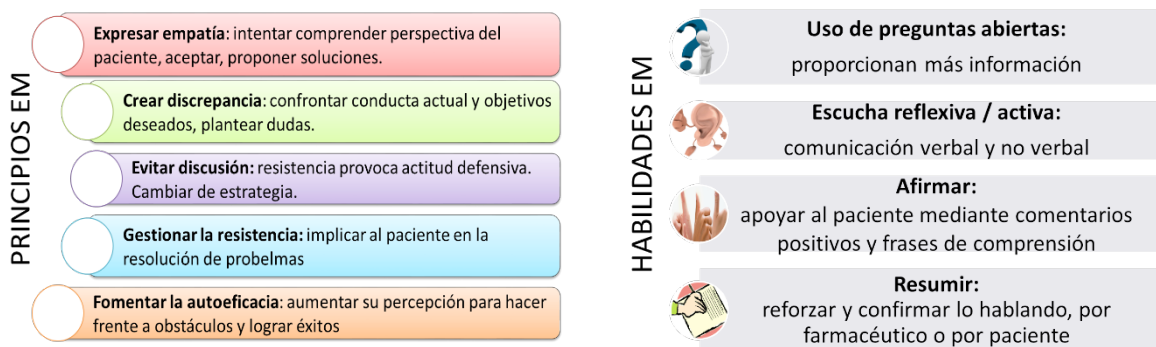 PRINCIPIOS EM
Expresar empatía: intentar comprender perspectiva del
paciente, aceptar, proponer soluciones.
Crear discrepancia: confrontar conducta actual y objetivos
deseados, plantear dudas.
Evitar discusión: resistencia provoca actitud defensiva.
Cambiar de estrategia.
Gestionar la resistencia: implicar al paciente en la
resolución de probelmas
Fomentar la autoeficacia: aumentar su percepción para hacer
frente a obstáculos y lograr éxitos
HABILIDADES EM
Uso de preguntas abiertas:
proporcionan más información
Escucha reflexiva / activa:
comunicación verbal y no verbal
Afirmar:
apoyar al paciente mediante comentarios
positivos y frases de comprensión
Resumir:
reforzar y confirmar lo hablando, por
farmacéutico o por paciente